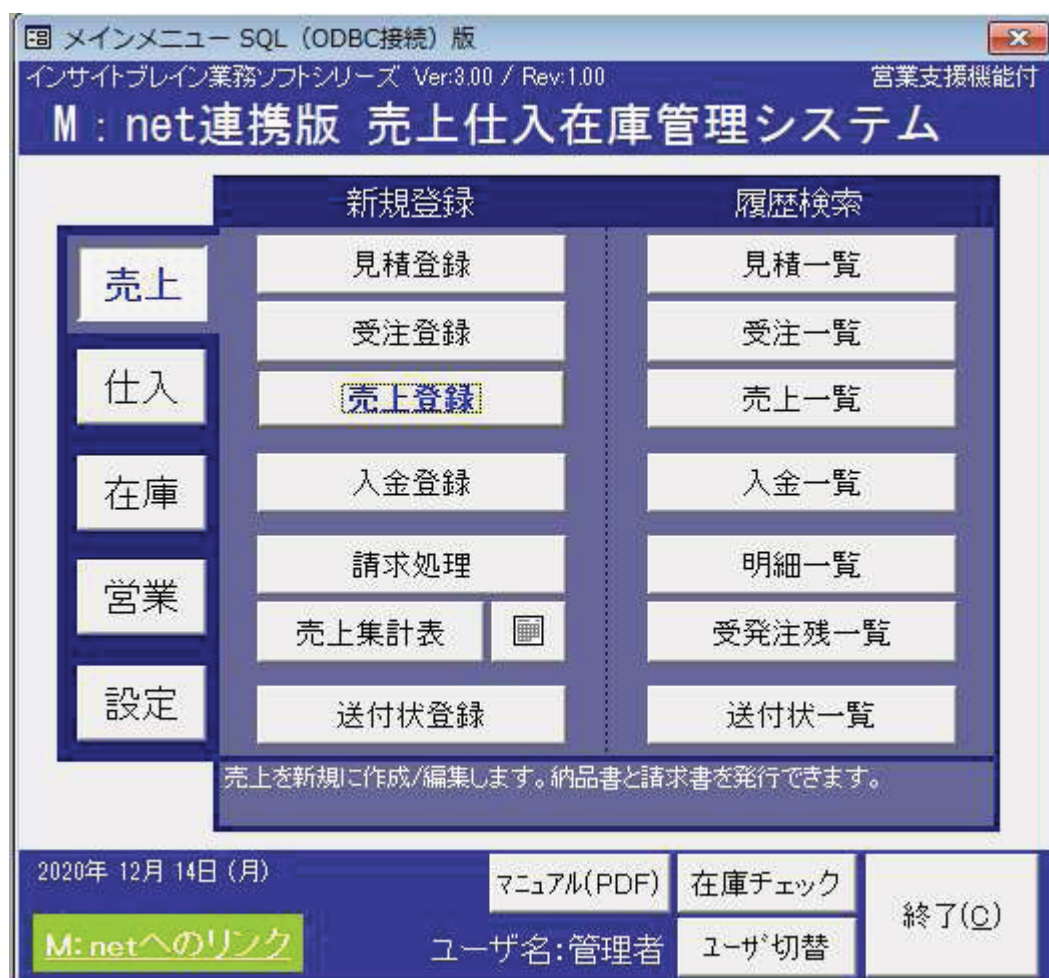 メインメニュー SQL（ODBC接続）版
インサイトブレイン業務ソフトシリーズ Ver:3.00 / Rev:1.00 営業支援機能付
M：net連携版 売上仕入在庫管理システム
新規登録 履歴検索
売上 見積登録 見積一覧
受注登録 受注一覧
仕入 売上登録 売上一覧
在庫 入金登録 入金一覧
請求処理 明細一覧
営業 売上集計表 受発注残一覧
設定 送付状登録 送付状一覧
売上を新規に作成/編集します。納品書と請求書を発行できます。
2020年 12月 14日 (月) マニュアル(PDF) 在庫チェック 終了(C)
M:netへのリンク ユーザ名:管理者 ユーザ切替